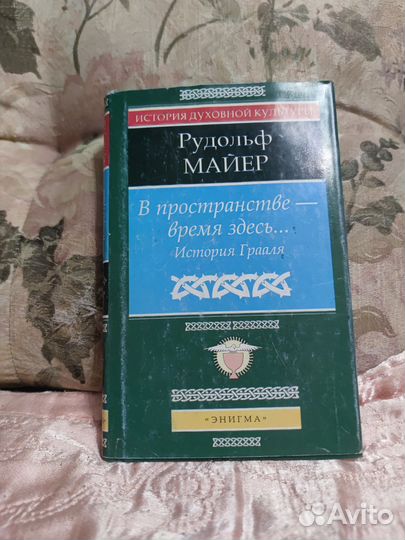 ИСТОРИЯ ДУХОВНОЙ КУЛЬТУРЫ
Рудольф
МАЙЕР
В пространстве —
время здесь...
История Грааля
"ЭНИГМА"
Avito